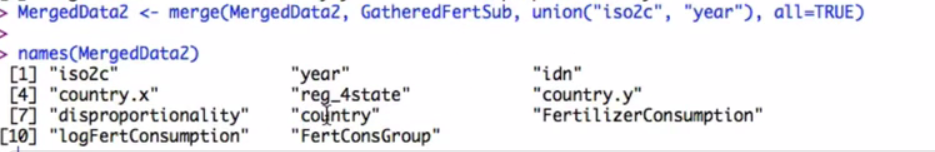 > MergedData2 <- merge(MergedData2, GatheredFertSub, union("iso2c", "year"), all=TRUE)
>
> names(MergedData2)
[1] "iso2c" "year" "idn"
[4] "country.x" "reg_4state" "country.y"
[7] "disproportionality" "country" "FertilizerConsumption"
[10] "logFertConsumption" "FertConsGroup"